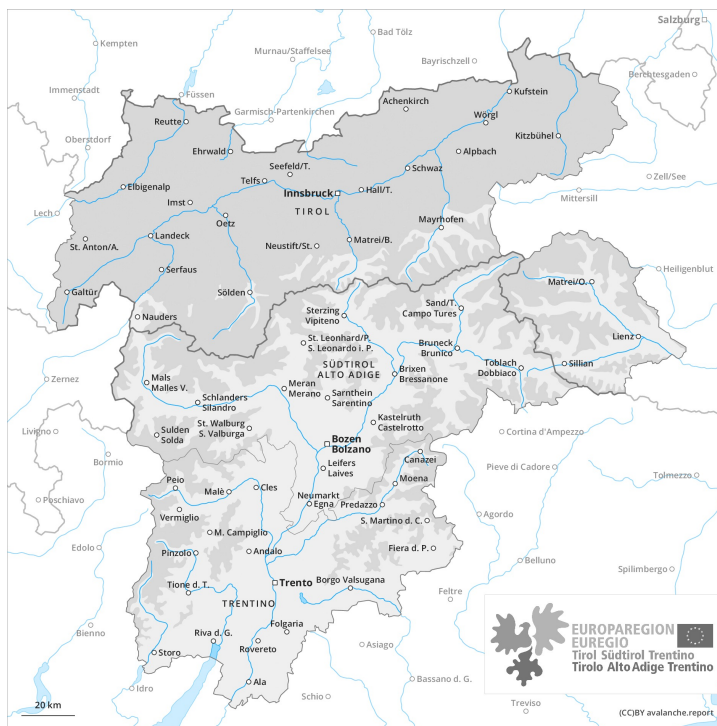 Salzburg
Kempten
Bad Tölz
Murnau/Staffelsee
Bayrischzell
Berchtesgaden
Immenstadt
Füssen
Garmisch-Partenkirchen
Achenkirch
Kufstein
Reutte
Wörgl
Oberstdorf
Ehrwald
Kitzbühel
Alpbach
Seefeld/T.
Schwaz
Zell/See
Telfs
Elbigenalp
Innsbruck
Hall/T.
Mittersill
Imst
TIROL
Lech
Oetz
Mayrhofen
Landeck
St. Anton/A.
Neustift/St.
Matrei/B.
Serfaus
Heiligenblut
Matrei/O.
Galtür
Sölden
Nauders
Sand/T.
Campo Tures
Sterzing
Vipiteno
Lienz
St. Leonhard/P.
S. Leonardo i. P.
Bruneck
Brunico
SÜDTIROL
ALTO ADIGE
Toblach
Dobbiaco
Sillian
Brixen
Bressanone
Zernez
Mals
Malles V.
Meran
Merano
Sarnthein
Sarentino
Schlanders
Silandro
St. Walburg
S. Valburga
Kastelruth
Castelrotto
Livigno
Sulden
Solda
Bozen
Bolzano
Cortina d'Ampezzo
Bormio
Canazei
Leifers
Laives
Pieve di Cadore
Tolmezzo
Peio
Moena
Malè
Cles
Neumarkt
Egna
Predazzo
Poschiavo
Vermiglio
Agordo
S. Martino d. C.
M. Campiglio
Edolo
Pinzolo
Andalo
Fiera d. P.
Belluno
Spilimbergo
Trento
Borgo Valsugana
Tione d. T.
Feltre
TRENTINO
Folgaria
Bienno
Riva d. G.
Rovereto
Asiago
Storo
Bassano d. G.
Ala
Idro
Schio
Treviso
EUROPAREGION
EUREGIO
Tirol Südtirol Trentino
Tirolo Alto Adige Trentino
20 km
(CC)BY avalanche.report